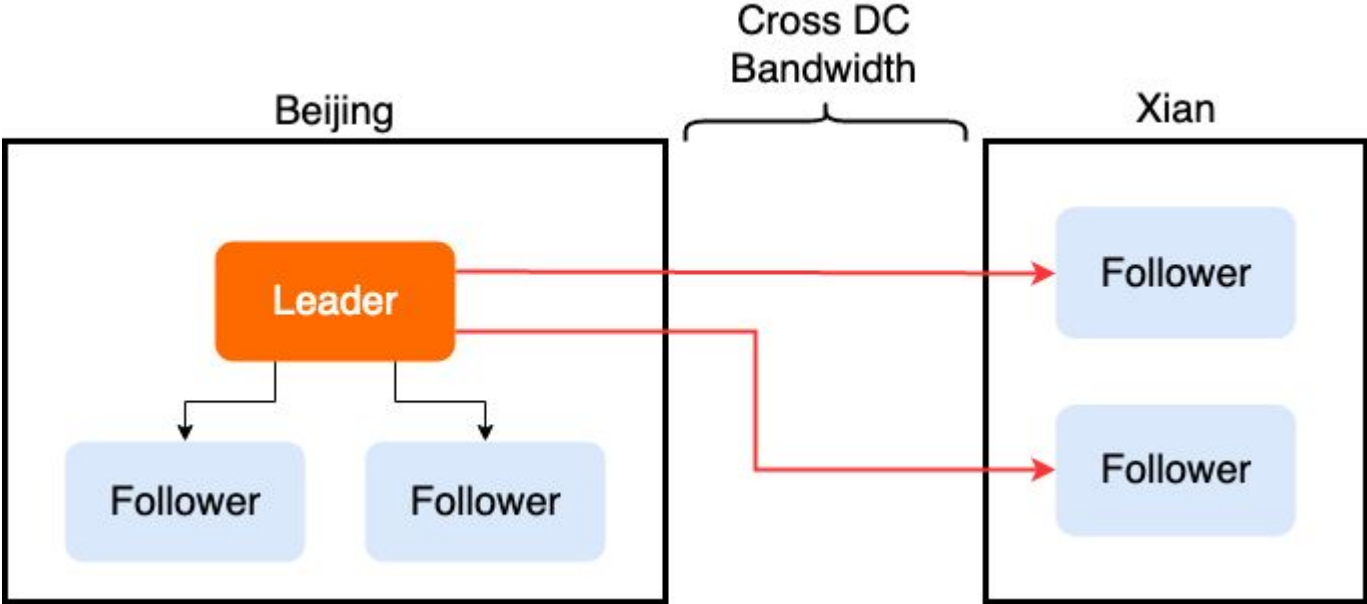 Cross DC
Bandwidth
Beijing
Xian
Leader
Follower
Follower
Follower
Follower